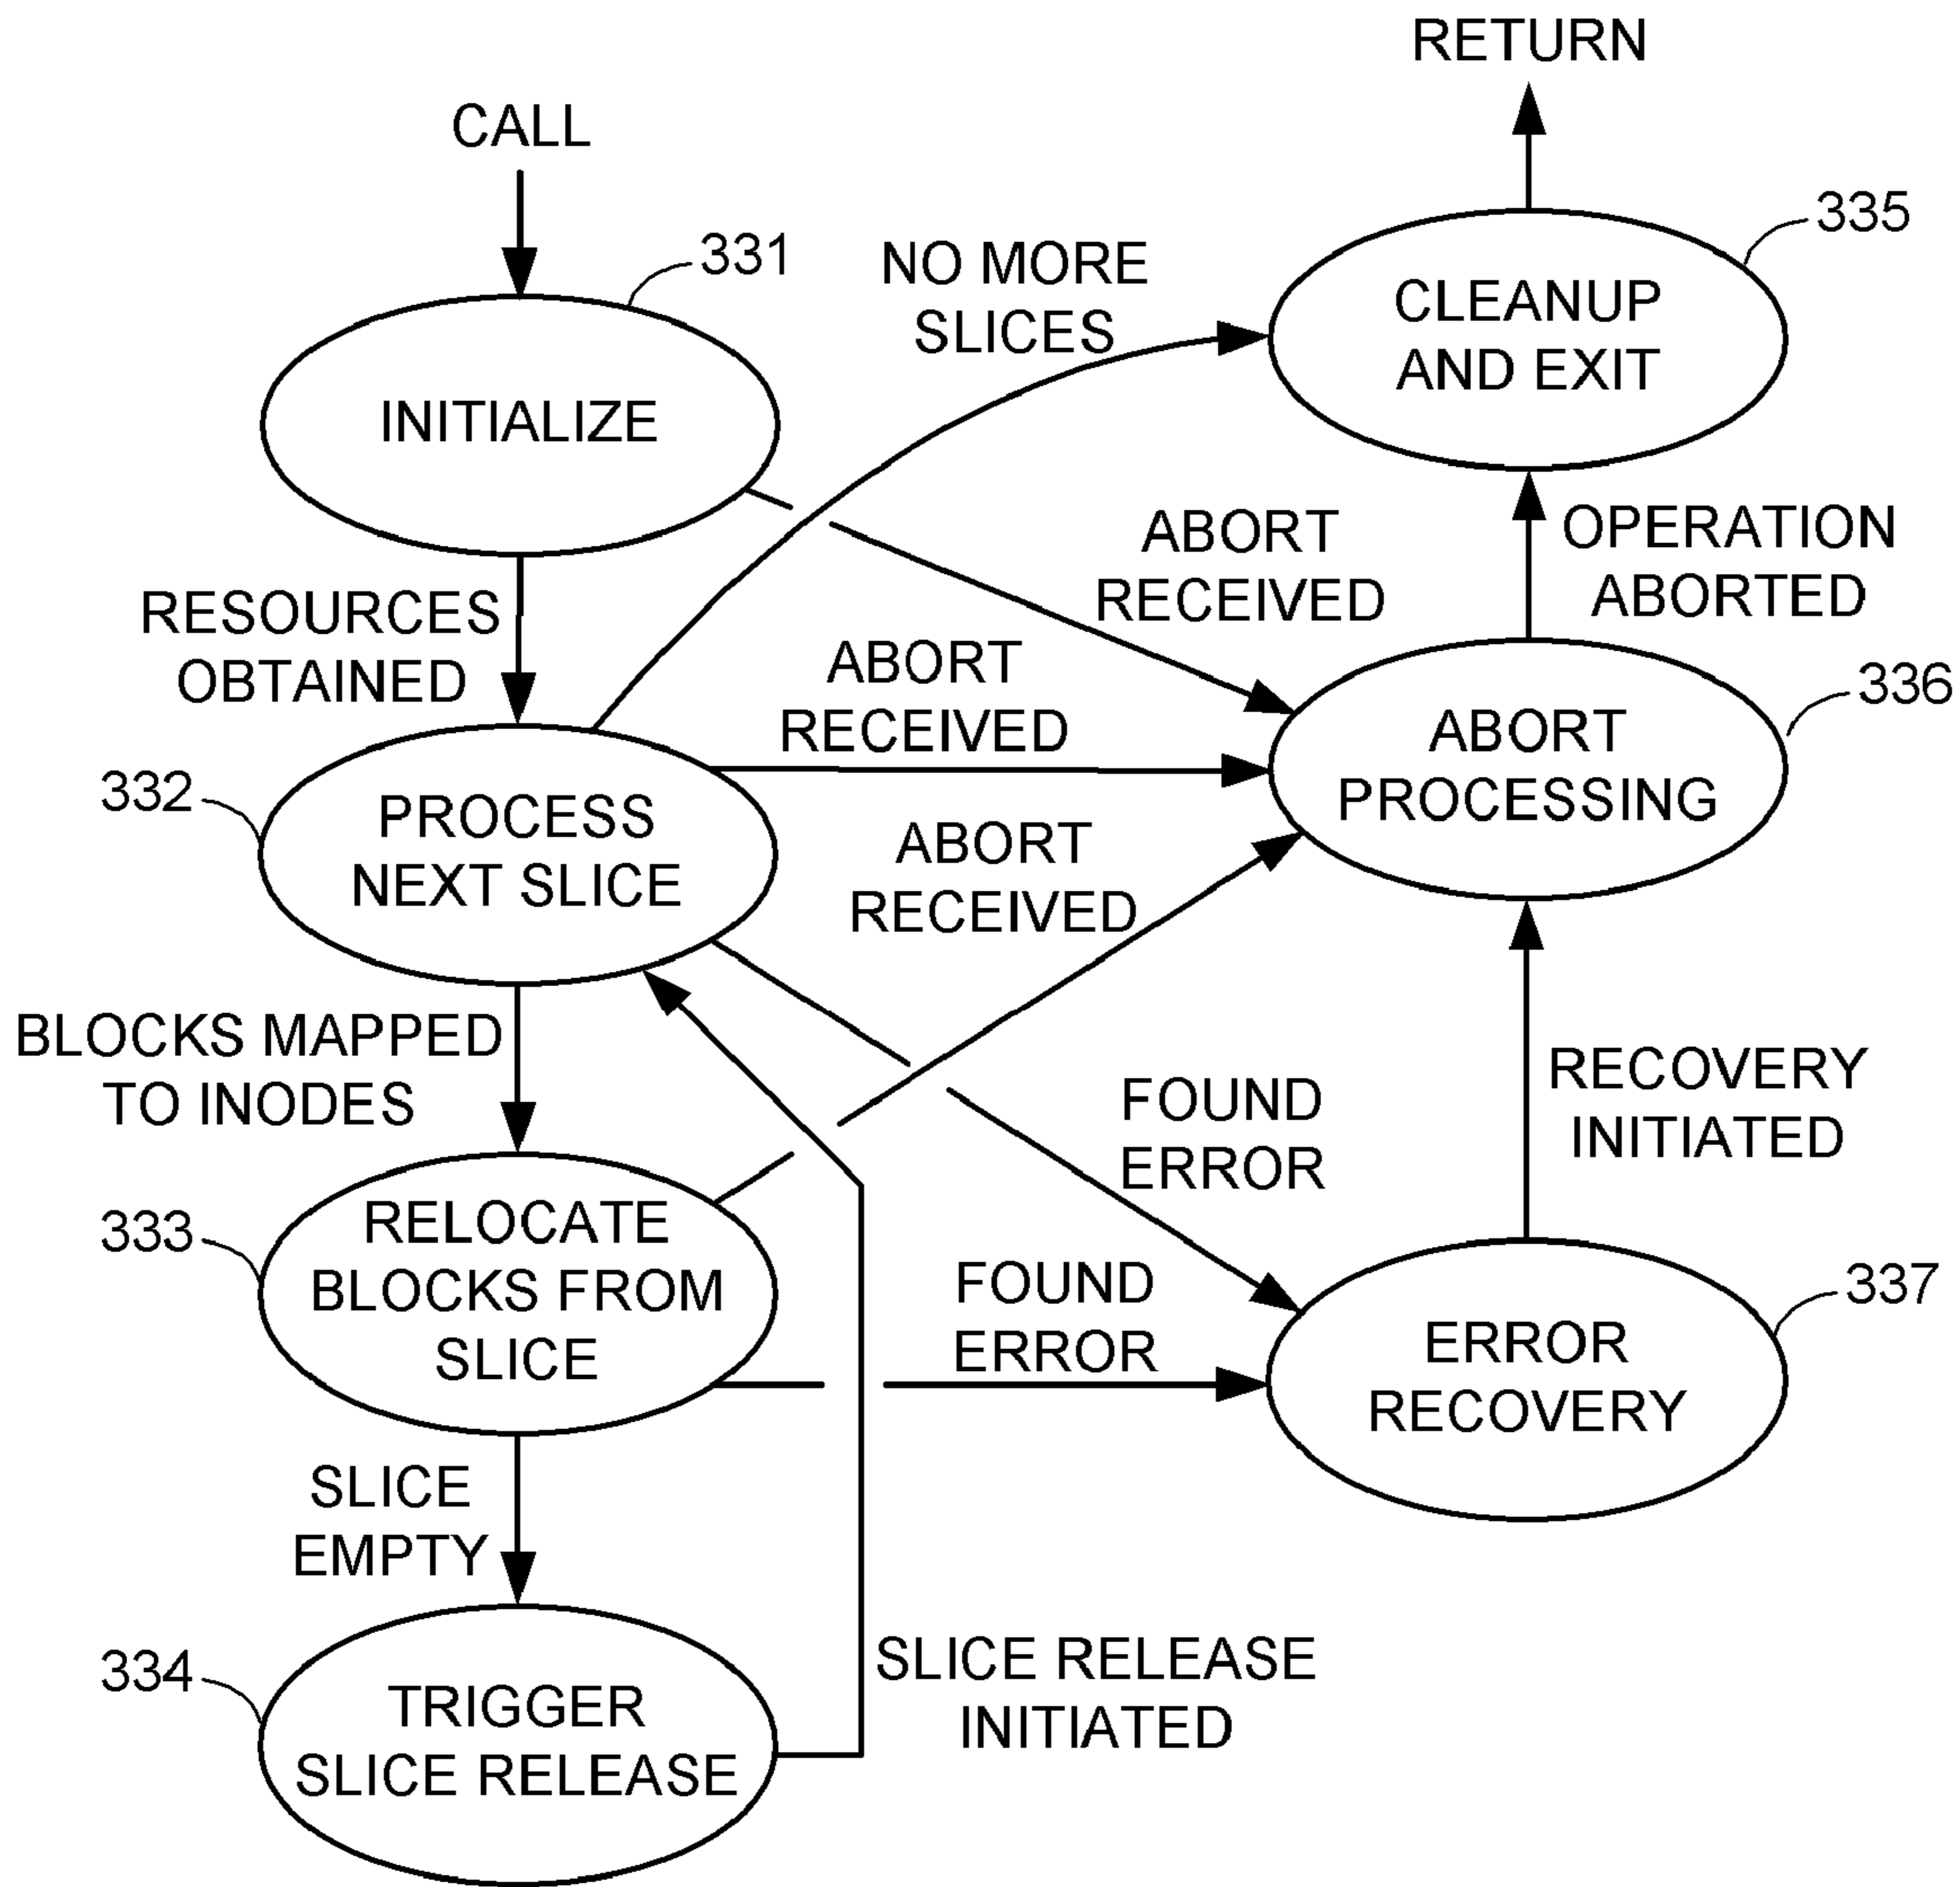 RETURN
CALL
331
335
NO MORE
SLICES
CLEANUP
AND EXIT
INITIALIZE
ABORT
RECEIVED
OPERATION
ABORTED
RESOURCES
OBTAINED
ABORT
RECEIVED
336
ABORT
PROCESSING
332
PROCESS
NEXT SLICE
ABORT
RECEIVED
BLOCKS MAPPED
TO INODES
FOUND
ERROR
RECOVERY
INITIATED
333
RELOCATE
BLOCKS FROM
SLICE
FOUND
ERROR
337
ERROR
RECOVERY
SLICE
EMPTY
334
TRIGGER
SLICE RELEASE
SLICE RELEASE
INITIATED